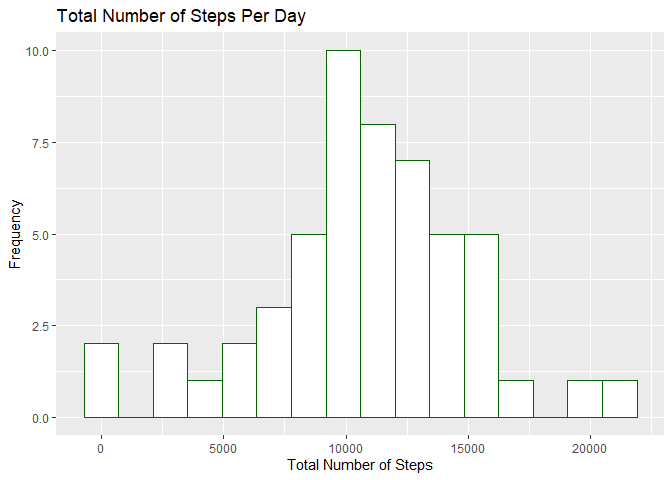 Total Number of Steps Per Day
10.0
7.5
5.0
2.5
0.0
Frequency
0 5000 10000 15000 20000
Total Number of Steps